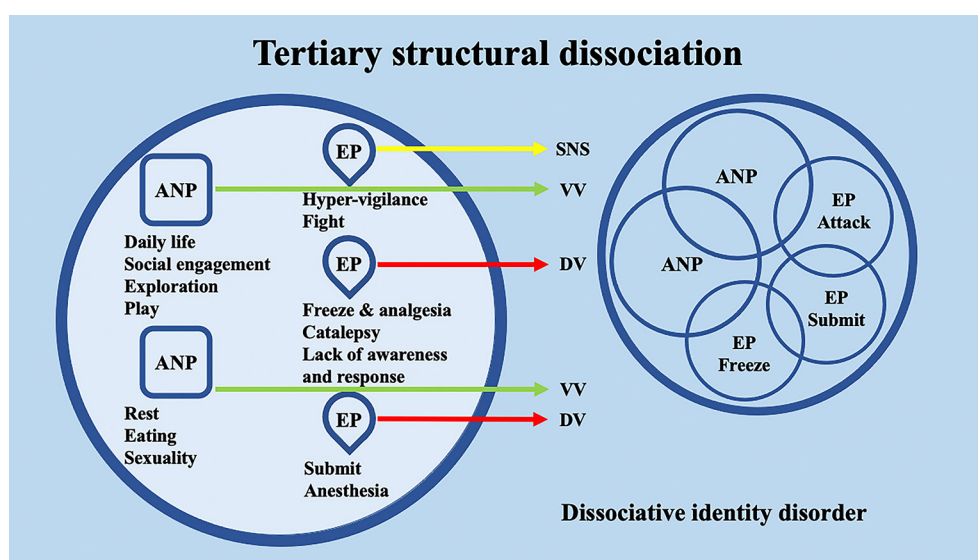 Tertiary structural dissociation
ANP
Daily life
Social engagement
Exploration
Play
ANP
Rest
Eating
Sexuality
EP
Hyper-vigilance
Fight
EP
Freeze & analgesia
Catalepsy
Lack of awareness
and response
EP
Submit
Anesthesia
SNS
VV
DV
VV
DV
ANP
ANP
EP
Attack
EP
Submit
EP
Freeze
Dissociative identity disorder